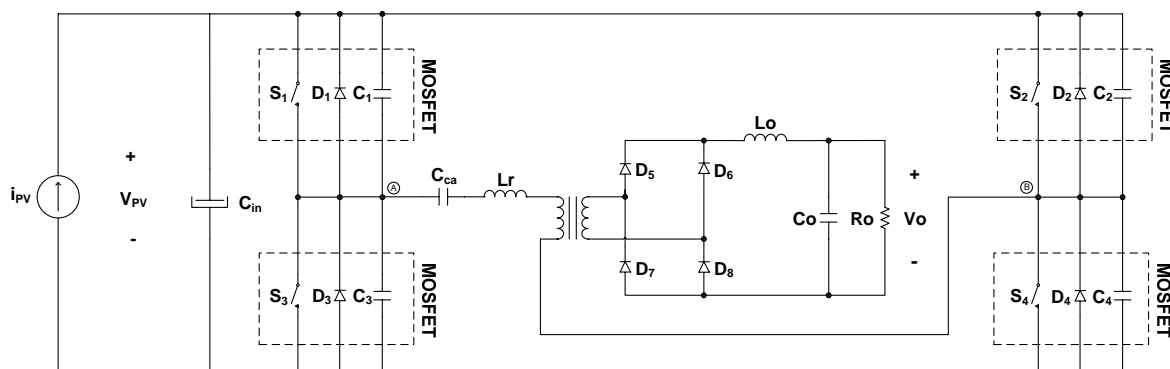 MOSFET
S1
D1
C1
MOSFET
S2
D2
C2
Lo
A
Cca
Lr
D5
D6
+
B
iPV
+
VPV
-
Cin
Co
Ro
Vo
-
D7
D8
MOSFET
S3
D3
C3
MOSFET
S4
D4
C4